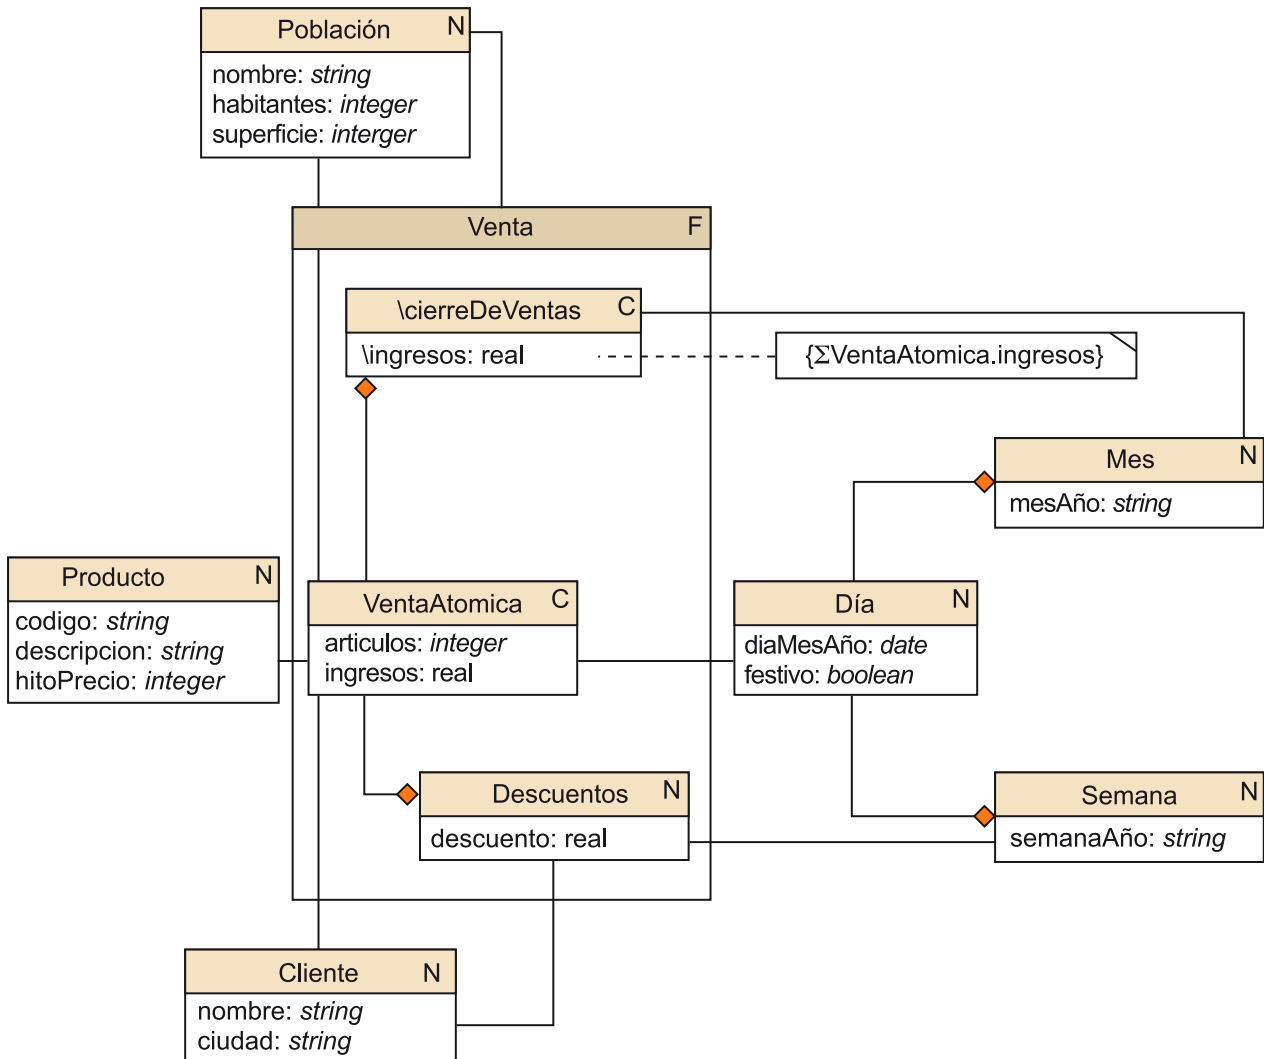 Población N
nombre: string
habitantes: integer
superficie: interger
Venta F
\cierreDeVentas C
\ingresos: real
{ΣVentaAtomica.ingresos}
Mes N
mesAño: string
Producto N
codigo: string
descripcion: string
hitoPrecio: integer
VentaAtomica C
articulos: integer
ingresos: real
Día N
diaMesAño: date
festivo: boolean
Descuentos N
descuento: real
Semana N
semanaAño: string
Cliente N
nombre: string
ciudad: string